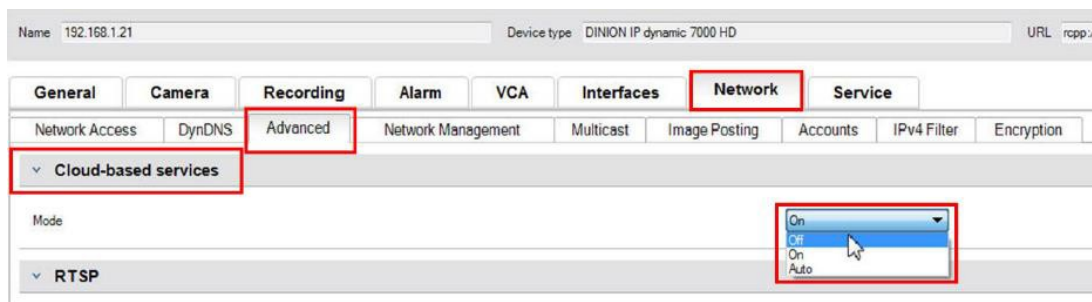 Name 192.168.1.21 Device type DINION IP dynamic 7000 HD URL rcpp:
General Camera Recording Alarm VCA Interfaces Network Service
Network Access DynDNS Advanced Network Management Multicast Image Posting Accounts IPv4 Filter Encryption
Cloud-based services
Mode On
Off
On
Auto
RTSP